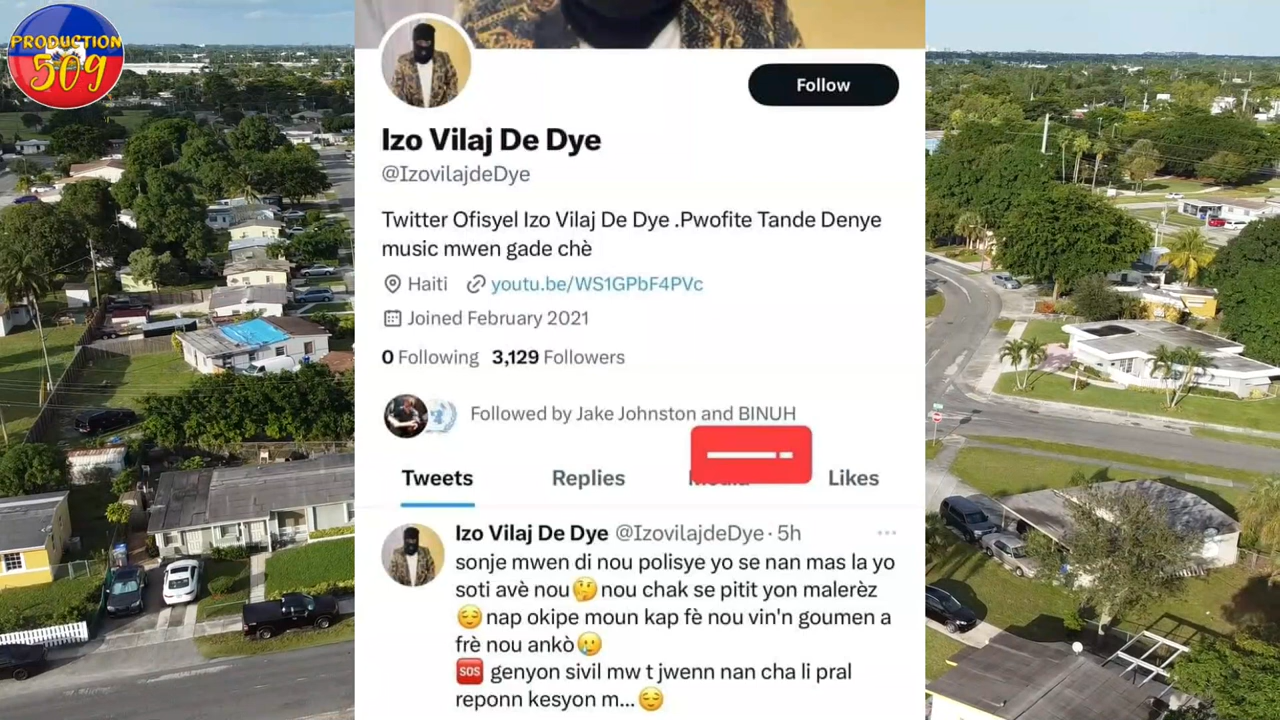 PRODUCTION
509
Follow
Izo Vilaj De Dye
@IzovilajdeDye
Twitter Ofisyel Izo Vilaj De Dye .Pwofite Tande Denye
music mwen gade chè
Haiti youtu.be/WS1GPbF4PVc
Joined February 2021
0 Following 3,129 Followers
Followed by Jake Johnston and BINUH
Tweets Replies Likes
Izo Vilaj De Dye @IzovilajdeDye · 5h
sonje mwen di nou polisye yo se nan mas la yo
soti avè nou🤔 nou chak se pitit yon malerèz
😌 nap okipe moun kap fè nou vin'n goumen a
frè nou ankò🥲
🆘 genyon sivil mw t jwenn nan cha li pral
reponn kesyon m...😌